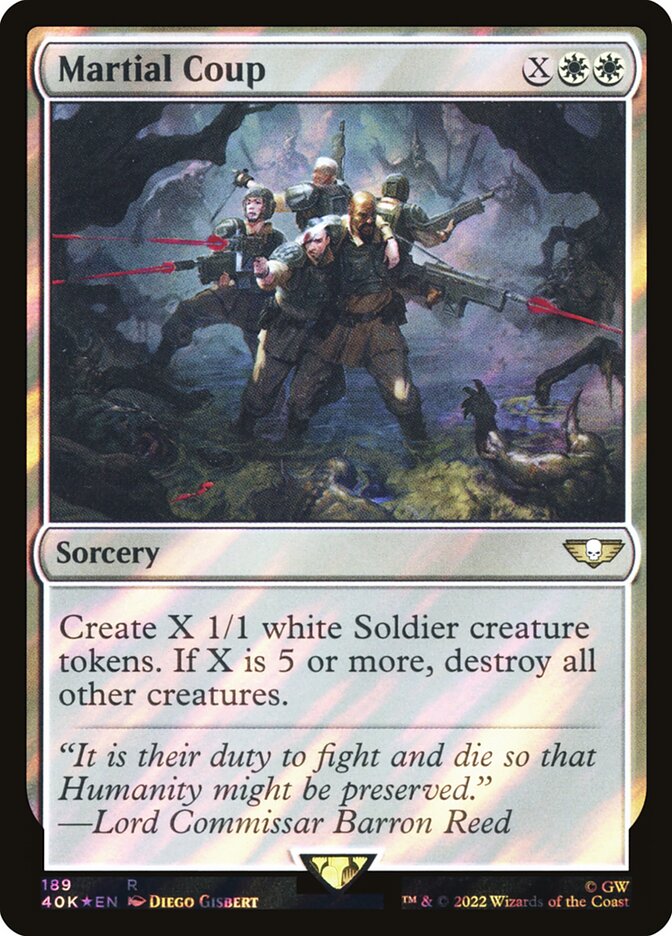 Martial Coup X
Sorcery
Create X 1/1 white Soldier creature
tokens. If X is 5 or more, destroy all
other creatures.
“It is their duty to fight and die so that
Humanity might be preserved.”
—Lord Commissar Barron Reed
189 R © GW
40K★EN Diego Gisbert ™ & © 2022 Wizards of the Coast